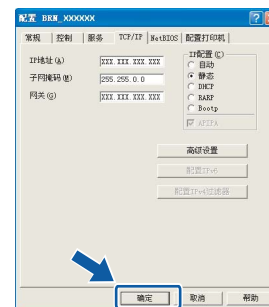 配置 BRN_XXXXXX
常规 控制 服务 TCP/IP NetBIOS 配置打印机
IP地址(A) XXX.XXX.XXX.XXX
子网掩码(M) 255.255.0.0
网关(G) XXX.XXX.XXX.XXX
IP配置(C)
自动
静态
DHCP
RARP
Bootp
APIPA
高级设置
配置IPv6
配置IPv4过滤器
确定 取消 帮助